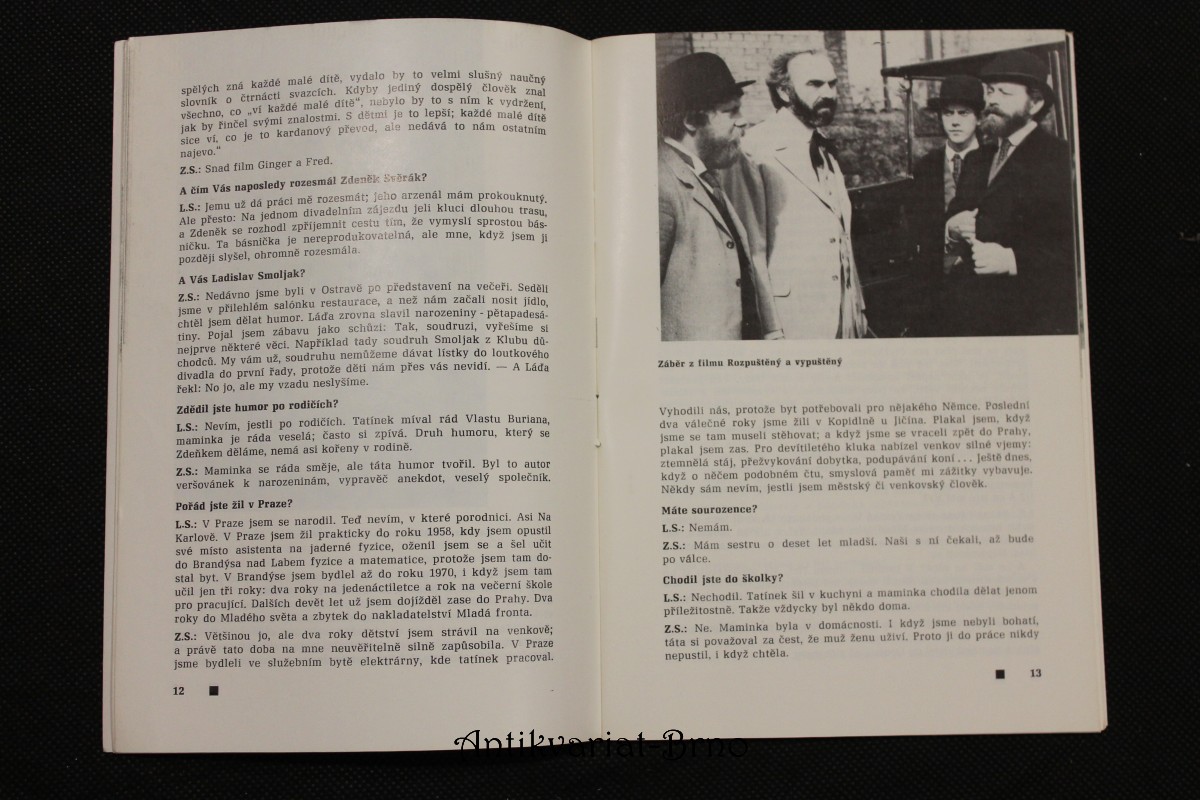 spělých zná každé malé dítě, vydalo by to velmi slušný naučný
slovník o čtrnácti svazcích. Kdyby jediný dospělý člověk znal
všechno, co „ví každé malé dítě“, nebylo by to s ním k vydržení,
jak by řinčel svými znalostmi. S dětmi je to lepší; každé malé dítě
sice ví, co je to kardanový převod, ale nedává to nám ostatním
najevo.“
Z.S.: Snad film Ginger a Fred.
A čím Vás naposledy rozesmál Zdeněk Svěrák?
L.S.: Jemu už dá práci mě rozesmát; jeho arzenál mám prokouknutý.
Ale přesto: Na jednom divadelním zájezdu jeli kluci dlouhou trasu,
a Zdeněk se rozhodl zpříjemnit cestu tím, že vymyslí sprostou bás-
ničku. Ta básnička je nereprodukovatelná, ale mne, když jsem ji
později slyšel, ohromně rozesmála.
A Vás Ladislav Smoljak?
Z.S.: Nedávno jsme byli v Ostravě po představení na večeři. Seděli
jsme v přilehlém salónku restaurace, a než nám začali nosit jídlo,
chtěl jsem dělat humor. Láďa zrovna slavil narozeniny - pětapadesá-
tiny. Pojal jsem zábavu jako schůzi: Tak, soudruzi, vyřešíme si
nejprve některé věci. Například tady soudruh Smoljak z Klubu dů-
chodců. My vám už, soudruhu nemůžeme dávat lístky do loutkového
divadla do první řady, protože děti nám přes vás nevidí. — A Láďa
řekl: No jo, ale my vzadu neslyšíme.
Zdědil jste humor po rodičích?
L.S.: Nevím, jestli po rodičích. Tatínek míval rád Vlastu Buriana,
maminka je ráda veselá; často si zpívá. Druh humoru, který se
Zdeňkem děláme, nemá asi kořeny v rodině.
Z.S.: Maminka se ráda směje, ale táta humor tvořil. Byl to autor
veršovánek k narozeninám, vypravěč anekdot, veselý společník.
Pořád jste žil v Praze?
L.S.: V Praze jsem se narodil. Teď nevím, v které porodnici. Asi Na
Karlově. V Praze jsem žil prakticky do roku 1958, kdy jsem opustil
své místo asistenta na jaderné fyzice, oženil jsem se a šel učit
do Brandýsa nad Labem fyzice a matematice, protože jsem tam do-
stal byt. V Brandýse jsem bydlel až do roku 1970, i když jsem tam
učil jen tři roky: dva roky na jedenáctiletce a rok na večerní škole
pro pracující. Dalších devět let už jsem dojížděl zase do Prahy. Dva
roky do Mladého světa a zbytek do nakladatelství Mladá fronta.
Z.S.: Většinou jo, ale dva roky dětství jsem strávil na venkově;
a právě tato doba na mne neuvěřitelně silně zapůsobila. V Praze
jsme bydleli ve služebním bytě elektrárny, kde tatínek pracoval.
12
Záběr z filmu Rozpuštěný a vypuštěný
Vyhodili nás, protože byt potřebovali pro nějakého Němce. Poslední
dva válečné roky jsme žili v Kopidlně u Jičína. Plakal jsem, když
jsme se tam museli stěhovat; a když jsme se vraceli zpět do Prahy,
plakal jsem zas. Pro devítiletého kluka nabízel venkov silné vjemy:
ztemnělá stáj, přežvykování dobytka, podupávání koní... Ještě dnes,
když o něčem podobném čtu, smyslová paměť mi zážitky vybavuje.
Někdy sám nevím, jestli jsem městský či venkovský člověk.
Máte sourozence?
L.S.: Nemám.
Z.S.: Mám sestru o deset let mladší. Naši s ní čekali, až bude
po válce.
Chodil jste do školky?
L.S.: Nechodil. Tatínek šil v kuchyni a maminka chodila dělat jenom
příležitostně. Takže vždycky byl někdo doma.
Z.S.: Ne. Maminka byla v domácnosti. I když jsme nebyli bohatí,
táta si považoval za čest, že muž ženu uživí. Proto ji do práce nikdy
nepustil, i když chtěla.
13
Antikvariat-Brno